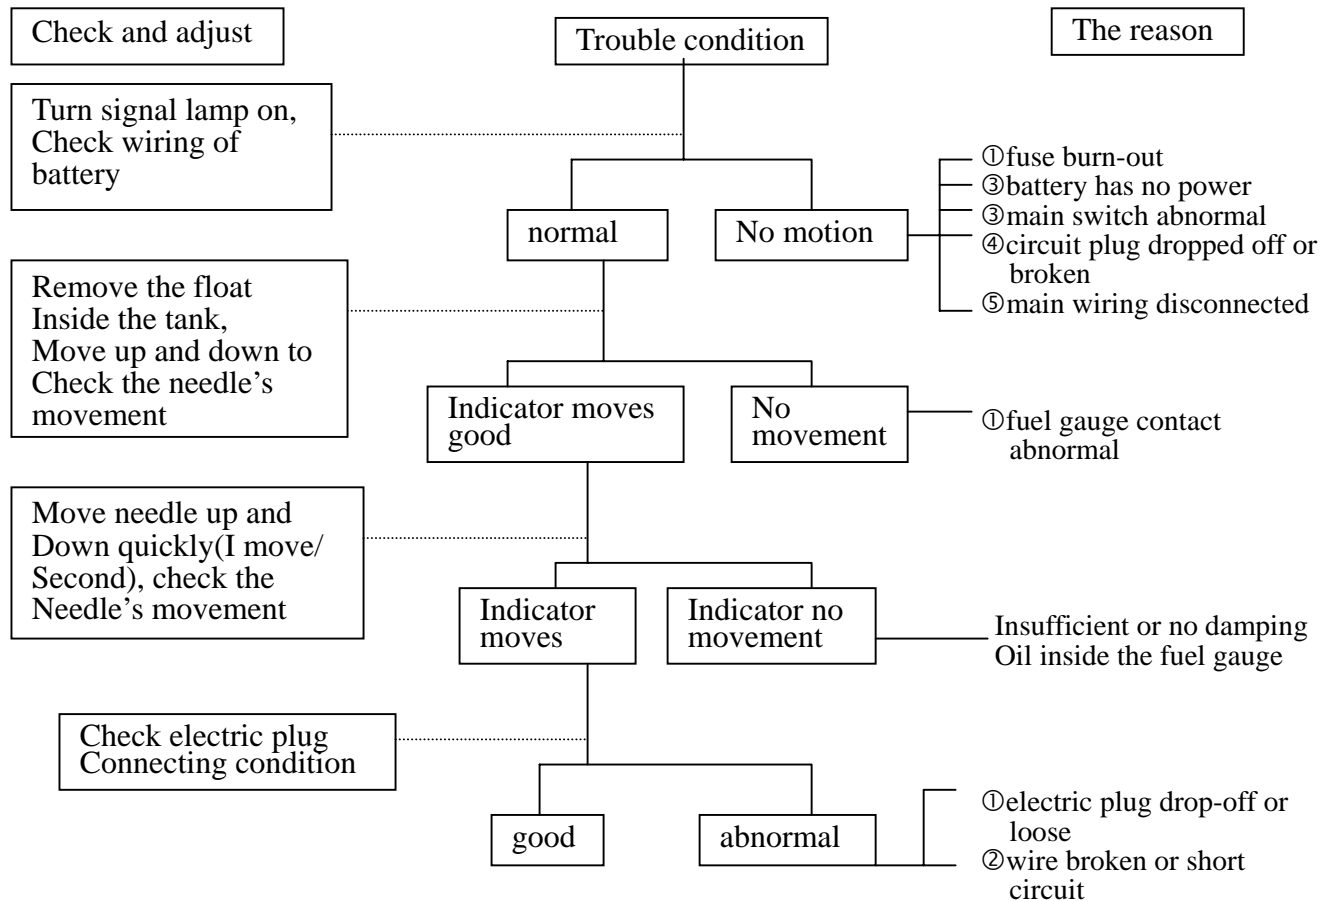 Check and adjust
Trouble condition
The reason
Turn signal lamp on,
Check wiring of
battery
normal
No motion
①fuse burn-out
③battery has no power
③main switch abnormal
④circuit plug dropped off or
broken
⑤main wiring disconnected
Remove the float
Inside the tank,
Move up and down to
Check the needle’s
movement
Indicator moves
good
No
movement
①fuel gauge contact
abnormal
Move needle up and
Down quickly(I move/
Second), check the
Needle’s movement
Indicator
moves
Indicator no
movement
Insufficient or no damping
Oil inside the fuel gauge
Check electric plug
Connecting condition
good
abnormal
①electric plug drop-off or
loose
②wire broken or short
circuit